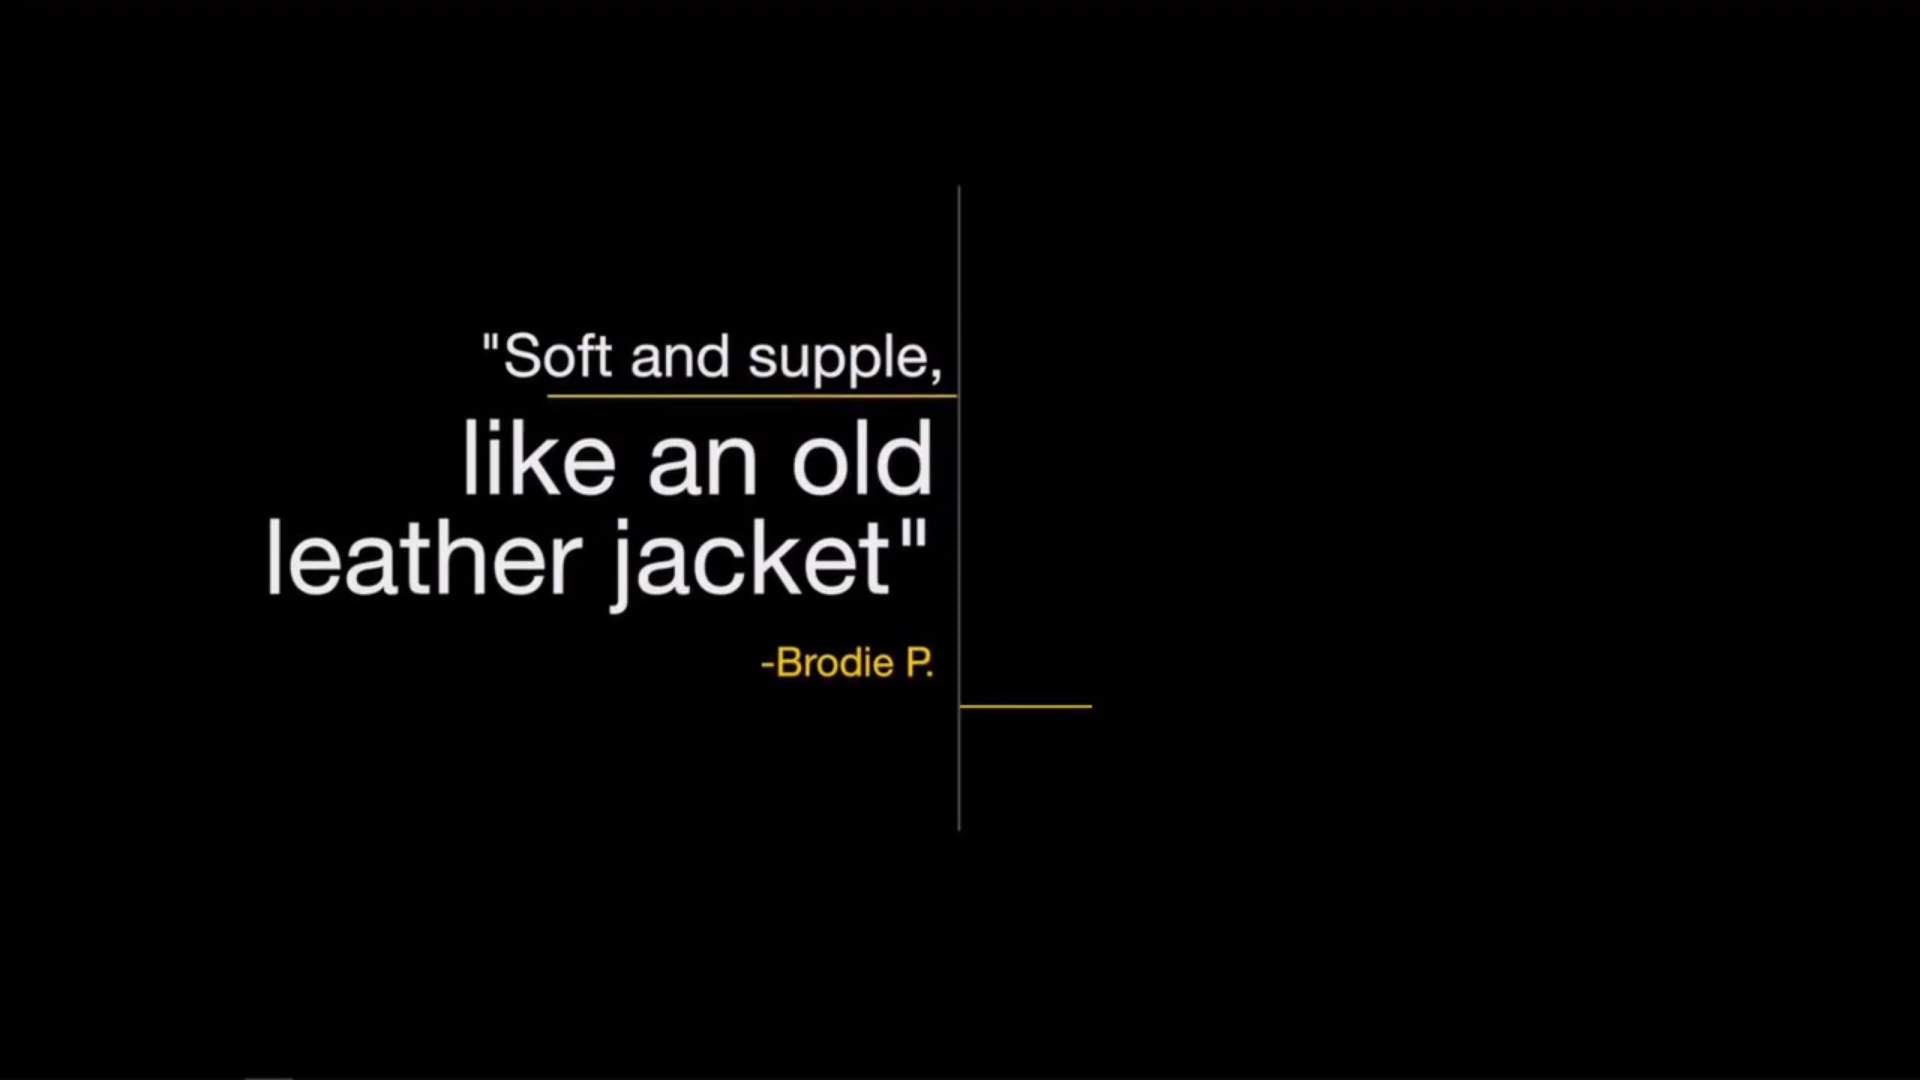 "Soft and supple,
like an old
leather jacket"
-Brodie P.